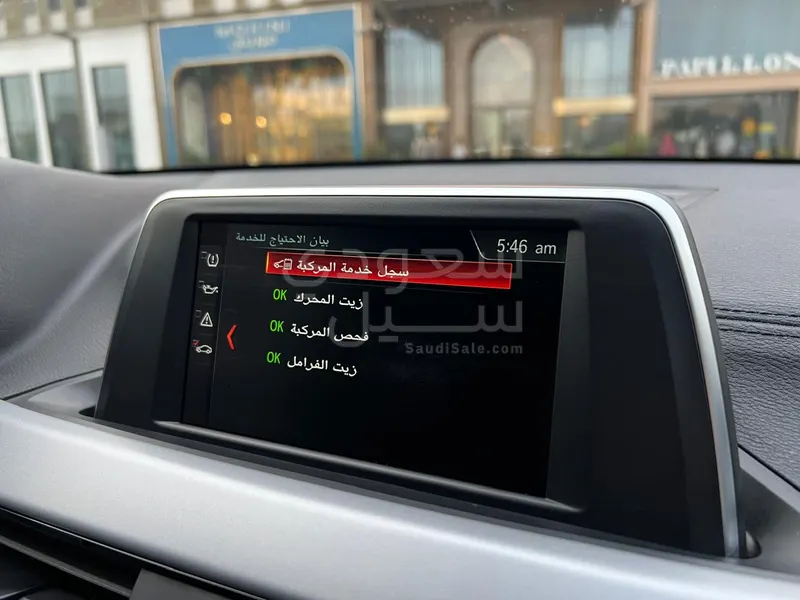 PAPILLON
بيان الاحتياج للخدمة
5:46 am
سجل خدمة المركبة
زيت المحرك OK
فحص المركبة OK
زيت الفرامل OK
سعودي سيل
SaudiSale.com